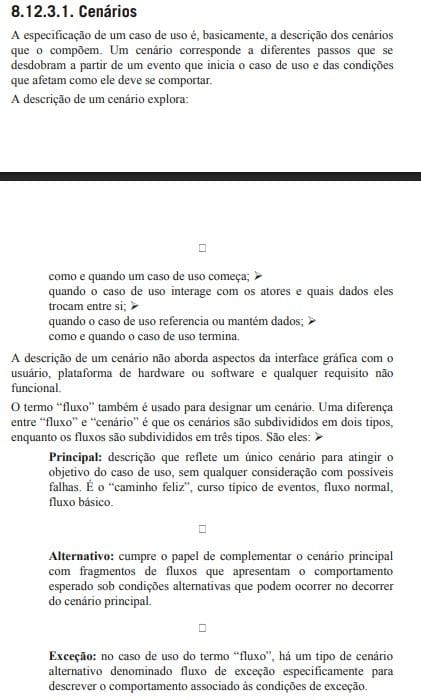 8.12.3.1. Cenários
A especificação de um caso de uso é, basicamente, a descrição dos cenários
que o compõem. Um cenário corresponde a diferentes passos que se
desdobram a partir de um evento que inicia o caso de uso e das condições
que afetam como ele deve se comportar.
A descrição de um cenário explora:
□
como e quando um caso de uso começa; ➢
quando o caso de uso interage com os atores e quais dados eles
trocam entre si; ➢
quando o caso de uso referencia ou mantém dados; ➢
como e quando o caso de uso termina.
A descrição de um cenário não aborda aspectos da interface gráfica com o
usuário, plataforma de hardware ou software e qualquer requisito não
funcional.
O termo “fluxo” também é usado para designar um cenário. Uma diferença
entre “fluxo” e “cenário” é que os cenários são subdivididos em dois tipos,
enquanto os fluxos são subdivididos em três tipos. São eles: ➢
Principal: descrição que reflete um único cenário para atingir o
objetivo do caso de uso, sem qualquer consideração com possíveis
falhas. É o “caminho feliz”, curso típico de eventos, fluxo normal,
fluxo básico.
□
Alternativo: cumpre o papel de complementar o cenário principal
com fragmentos de fluxos que apresentam o comportamento
esperado sob condições alternativas que podem ocorrer no decorrer
do cenário principal.
□
Exceção: no caso de uso do termo “fluxo”, há um tipo de cenário
alternativo denominado fluxo de exceção especificamente para
descrever o comportamento associado às condições de exceção.